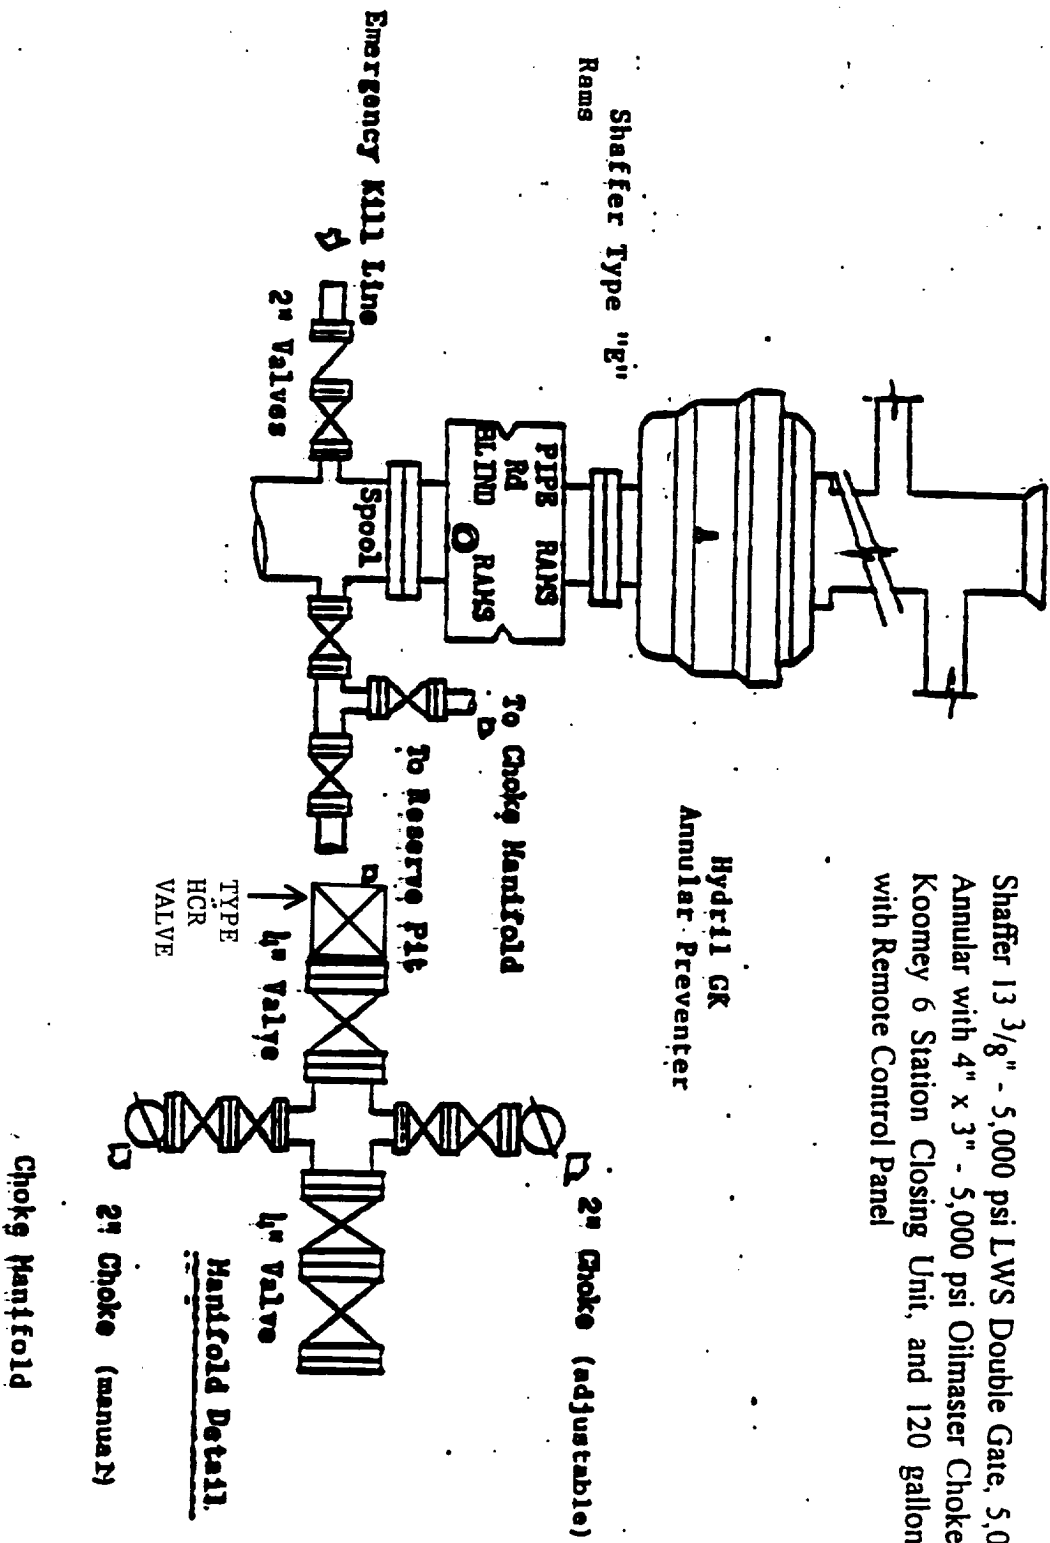 Shaffer 13 3/8" - 5,000 psi LWS Double Gate, 5,0
Annular with 4" x 3" - 5,000 psi Oilmaster Choke
Koomey 6 Station Closing Unit, and 120 gallon
with Remote Control Panel
Hydril GK
Annular Preventer
Shaffer Type "E"
Rams
PIPE RAMS
Rd
BLIND RAMS
Spool
Emergency Kill Line
2" Valves
To Choke Manifold
To Reserve Pit
TYPE
HCR
VALVE
4" Valve
4" Valve
2" Choke (adjustable)
2" Choke (manual)
Manifold Detail
Choke Manifold